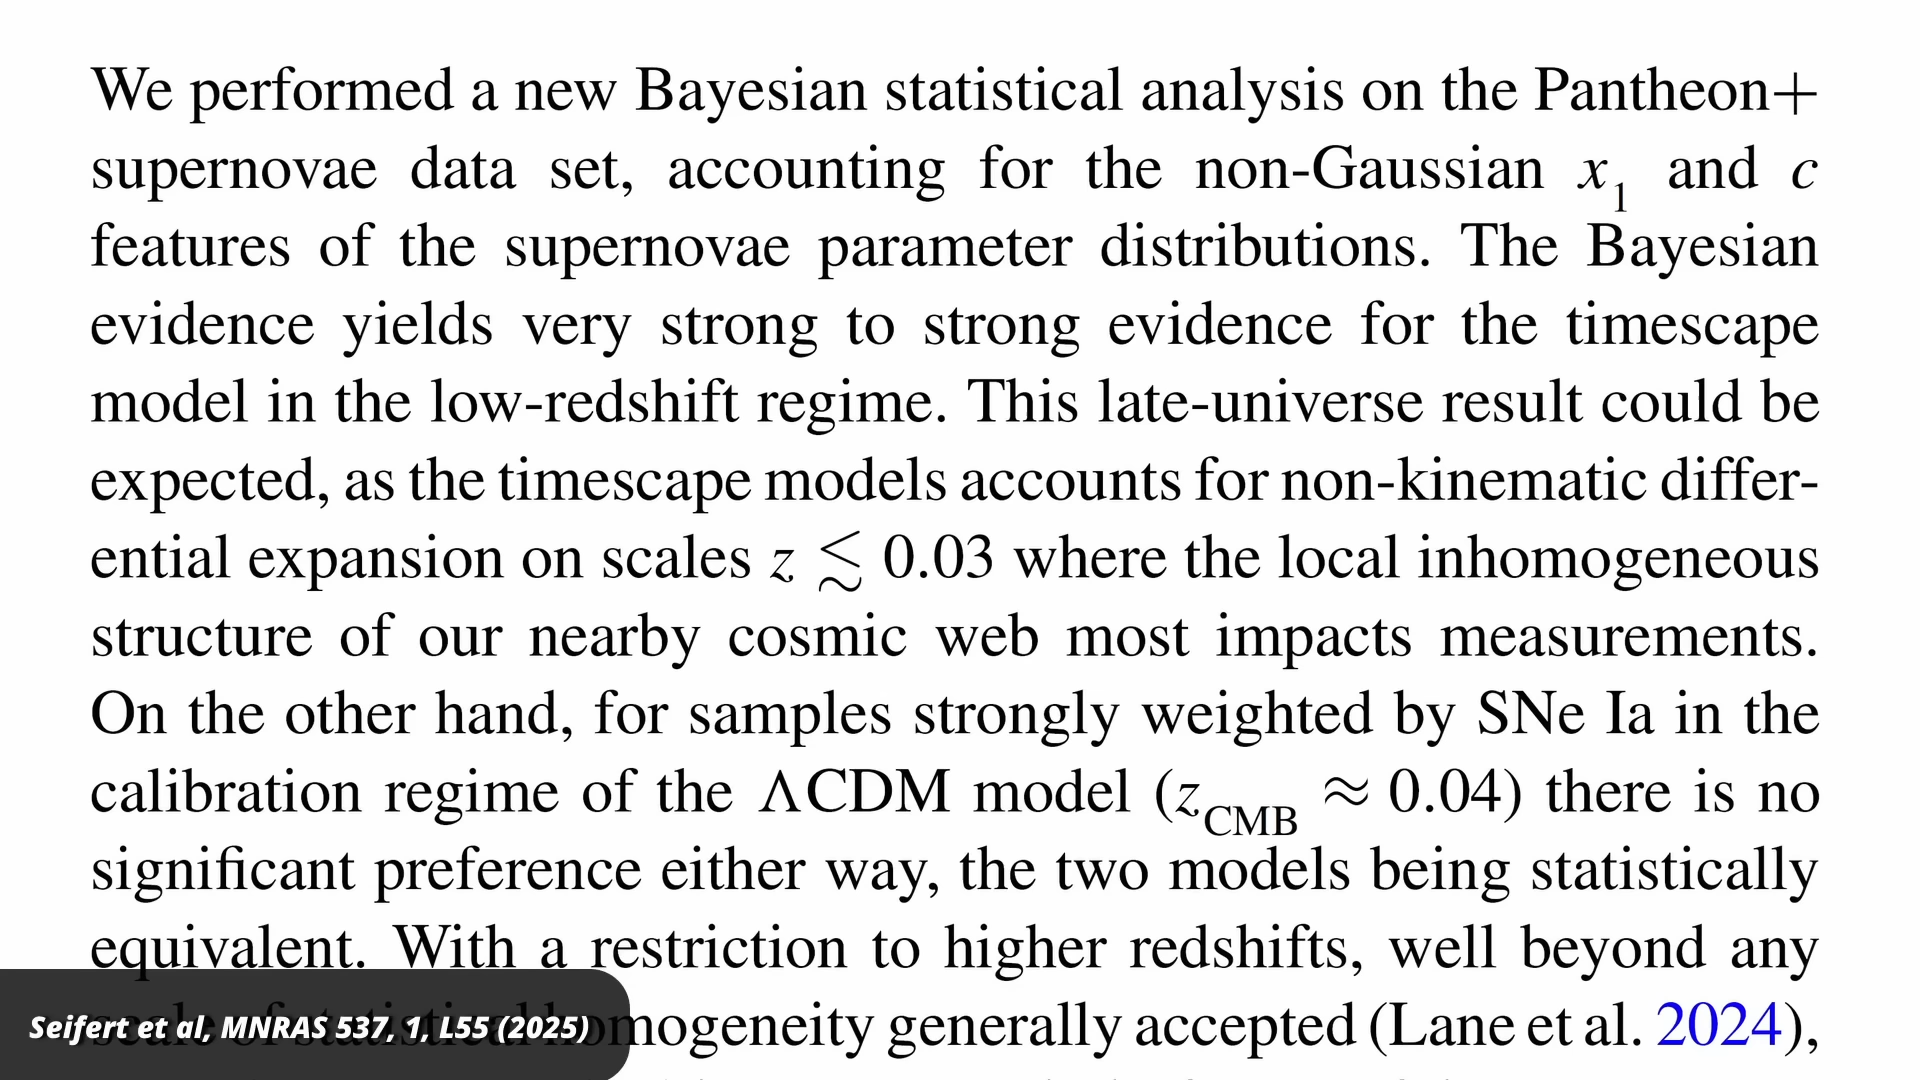 We performed a new Bayesian statistical analysis on the Pantheon+
supernovae data set, accounting for the non-Gaussian x₁ and c
features of the supernovae parameter distributions. The Bayesian
evidence yields very strong to strong evidence for the timescape
model in the low-redshift regime. This late-universe result could be
expected, as the timescape models accounts for non-kinematic differ-
ential expansion on scales z ≲ 0.03 where the local inhomogeneous
structure of our nearby cosmic web most impacts measurements.
On the other hand, for samples strongly weighted by SNe Ia in the
calibration regime of the ΛCDM model (z_CMB ≈ 0.04) there is no
significant preference either way, the two models being statistically
equivalent. With a restriction to higher redshifts, well beyond any
scale of statistical homogeneity generally accepted (Lane et al. 2024),
Seifert et al, MNRAS 537, 1, L55 (2025)